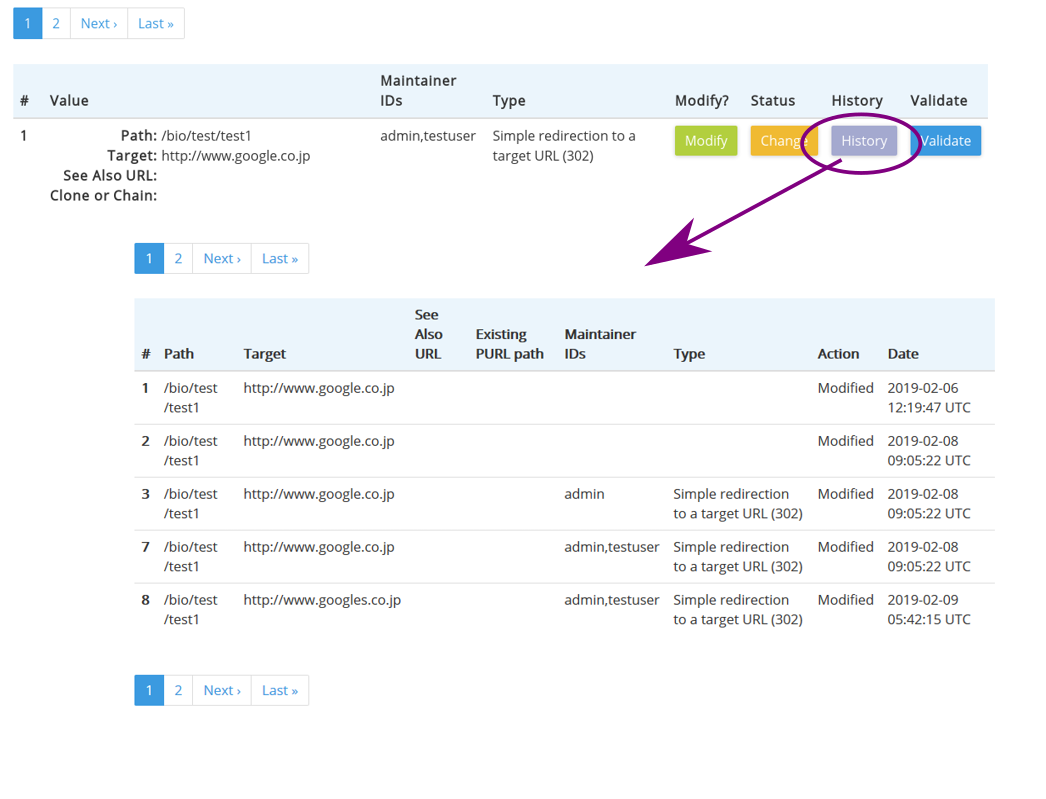 1 2 Next › Last »
Maintainer
# Value IDs Type Modify? Status History Validate
1 Path: /bio/test/test1 admin,testuser Simple redirection to a Modify Change History Validate
Target: http://www.google.co.jp target URL (302)
See Also URL:
Clone or Chain:
1 2 Next › Last »
See
Also Existing Maintainer
# Path Target URL PURL path IDs Type Action Date
1 /bio/test http://www.google.co.jp Modified 2019-02-06
/test1 12:19:47 UTC
2 /bio/test http://www.google.co.jp Modified 2019-02-08
/test1 09:05:22 UTC
3 /bio/test http://www.google.co.jp admin Simple redirection Modified 2019-02-08
/test1 to a target URL (302) 09:05:22 UTC
7 /bio/test http://www.google.co.jp admin,testuser Simple redirection Modified 2019-02-08
/test1 to a target URL (302) 09:05:22 UTC
8 /bio/test http://www.googles.co.jp admin,testuser Simple redirection Modified 2019-02-09
/test1 to a target URL (302) 05:42:15 UTC
1 2 Next › Last »